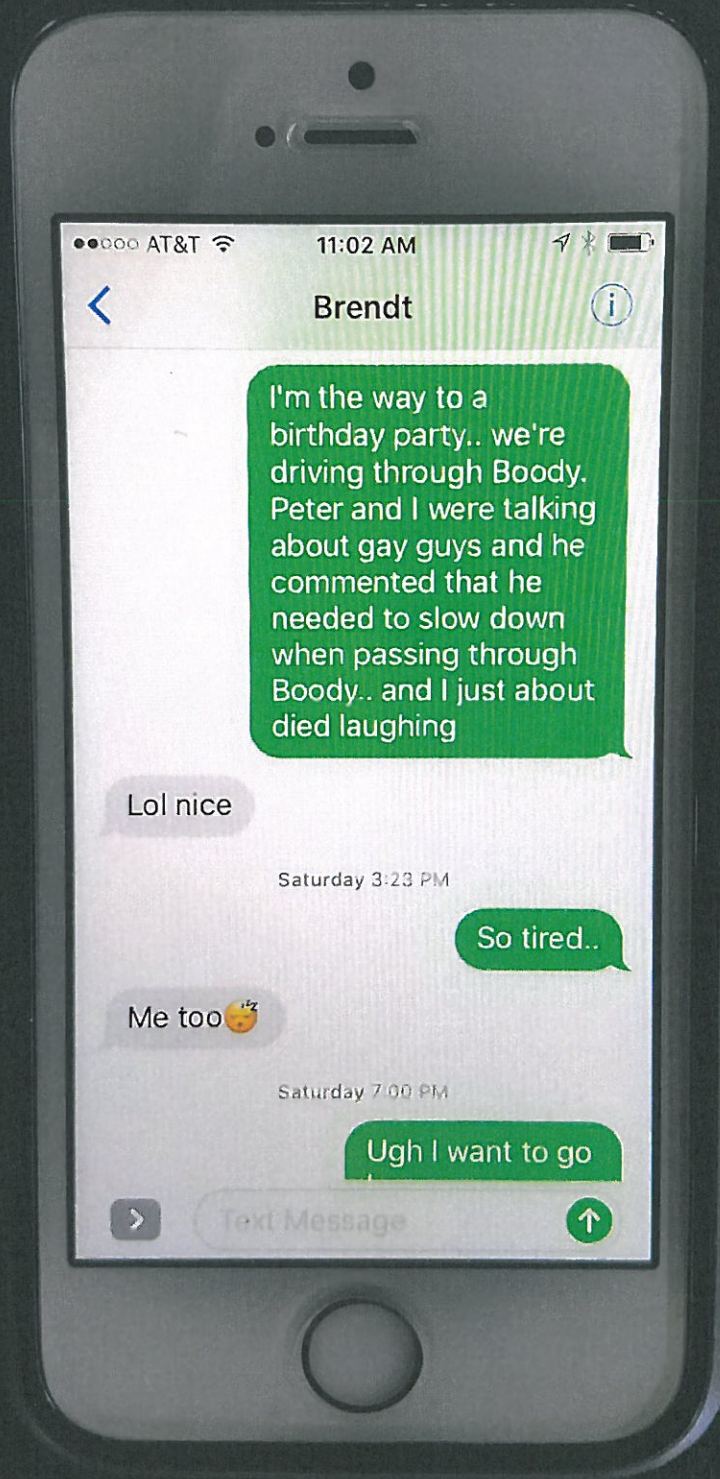 AT&T 11:02 AM
Brendt
I'm the way to a
birthday party.. we're
driving through Boody.
Peter and I were talking
about gay guys and he
commented that he
needed to slow down
when passing through
Boody.. and I just about
died laughing
Lol nice
Saturday 3:23 PM
So tired..
Me too😴
Saturday 7:00 PM
Ugh I want to go
Text Message